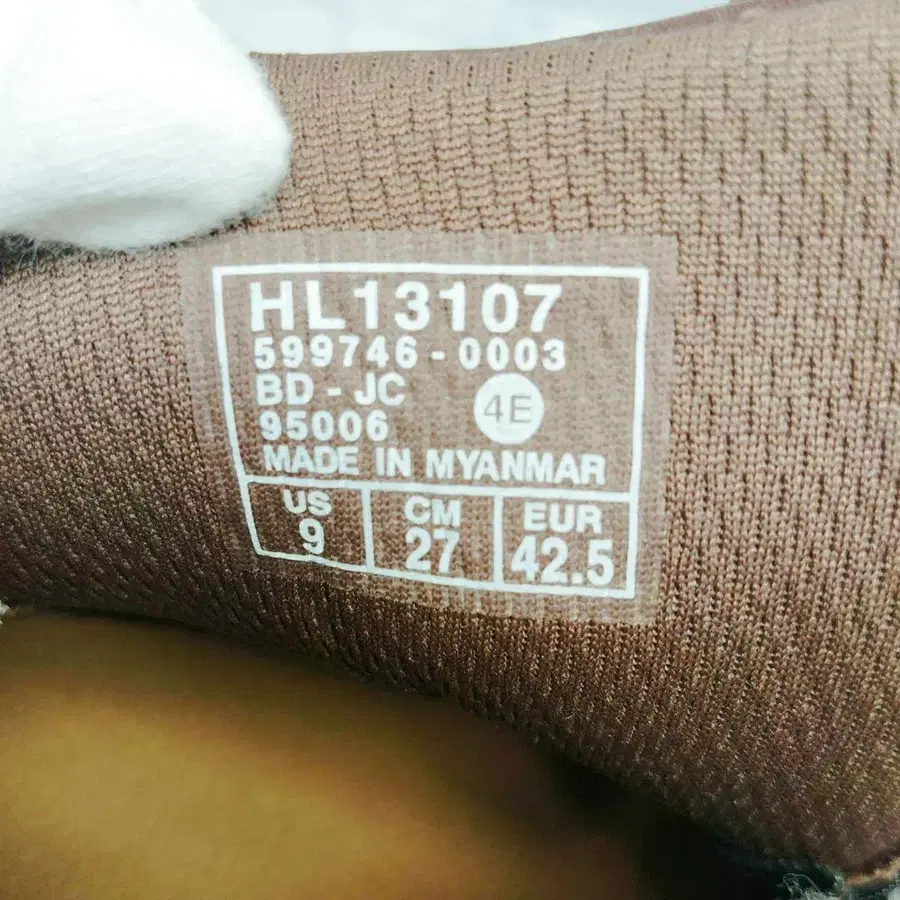 HL13107
599746-0003
BD - JC
4E
95006
MADE IN MYANMAR
US CM EUR
9 27 42.5